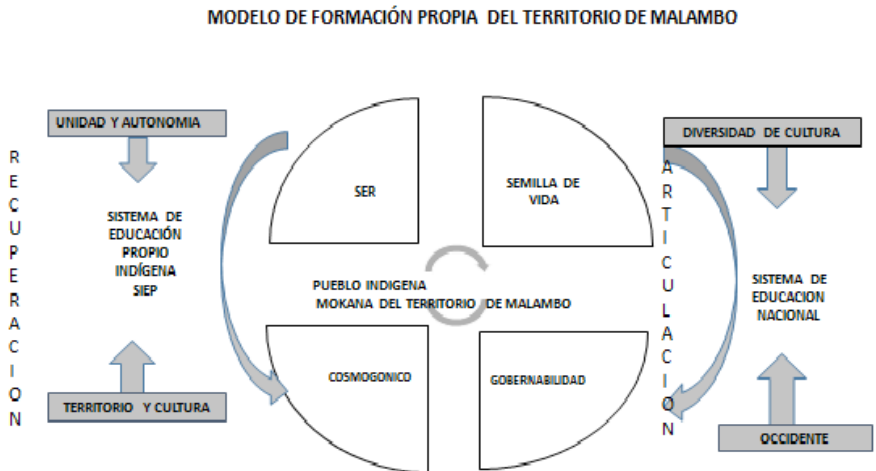 MODELO DE FORMACIÓN PROPIA DEL TERRITORIO DE MALAMBO
RECUPERACION
UNIDAD Y AUTONOMIA
SISTEMA DE
EDUCACIÓN
PROPIO
INDÍGENA
SIEP
TERRITORIO Y CULTURA
SER
SEMILLA DE
VIDA
PUEBLO INDIGENA
MOKANA DEL TERRITORIO DE MALAMBO
COSMOGONICO
GOBERNABILIDAD
ARTICULACION
DIVERSIDAD DE CULTURA
SISTEMA DE
EDUCACION
NACIONAL
OCCIDENTE